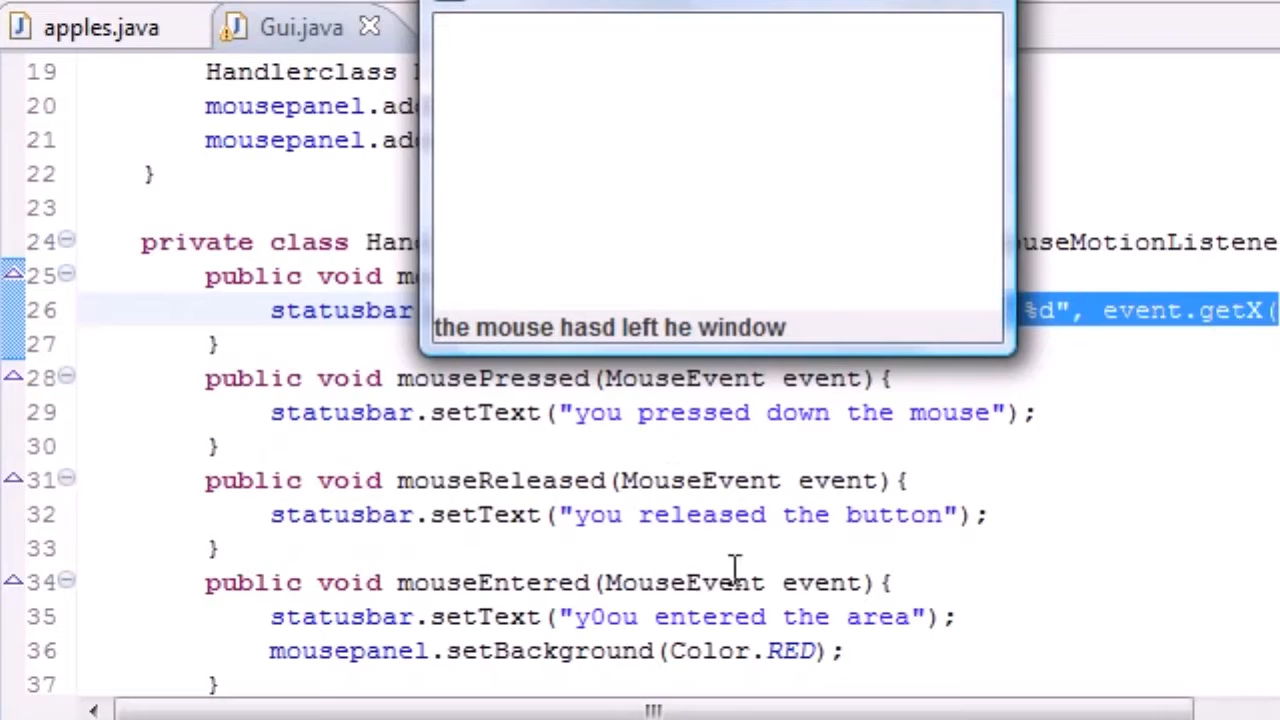 apples.java Gui.java
19 Handlerclass
20 mousepanel.ad
21 mousepanel.ad
22 }
23
24 private class Han useMotionListene
25 public void m
26 statusbar %d", event.getX(
27 }
28 public void mousePressed(MouseEvent event){
29 statusbar.setText("you pressed down the mouse");
30 }
31 public void mouseReleased(MouseEvent event){
32 statusbar.setText("you released the button");
33 }
34 public void mouseEntered(MouseEvent event){
35 statusbar.setText("y0ou entered the area");
36 mousepanel.setBackground(Color.RED);
37 }
the mouse hasd left he window